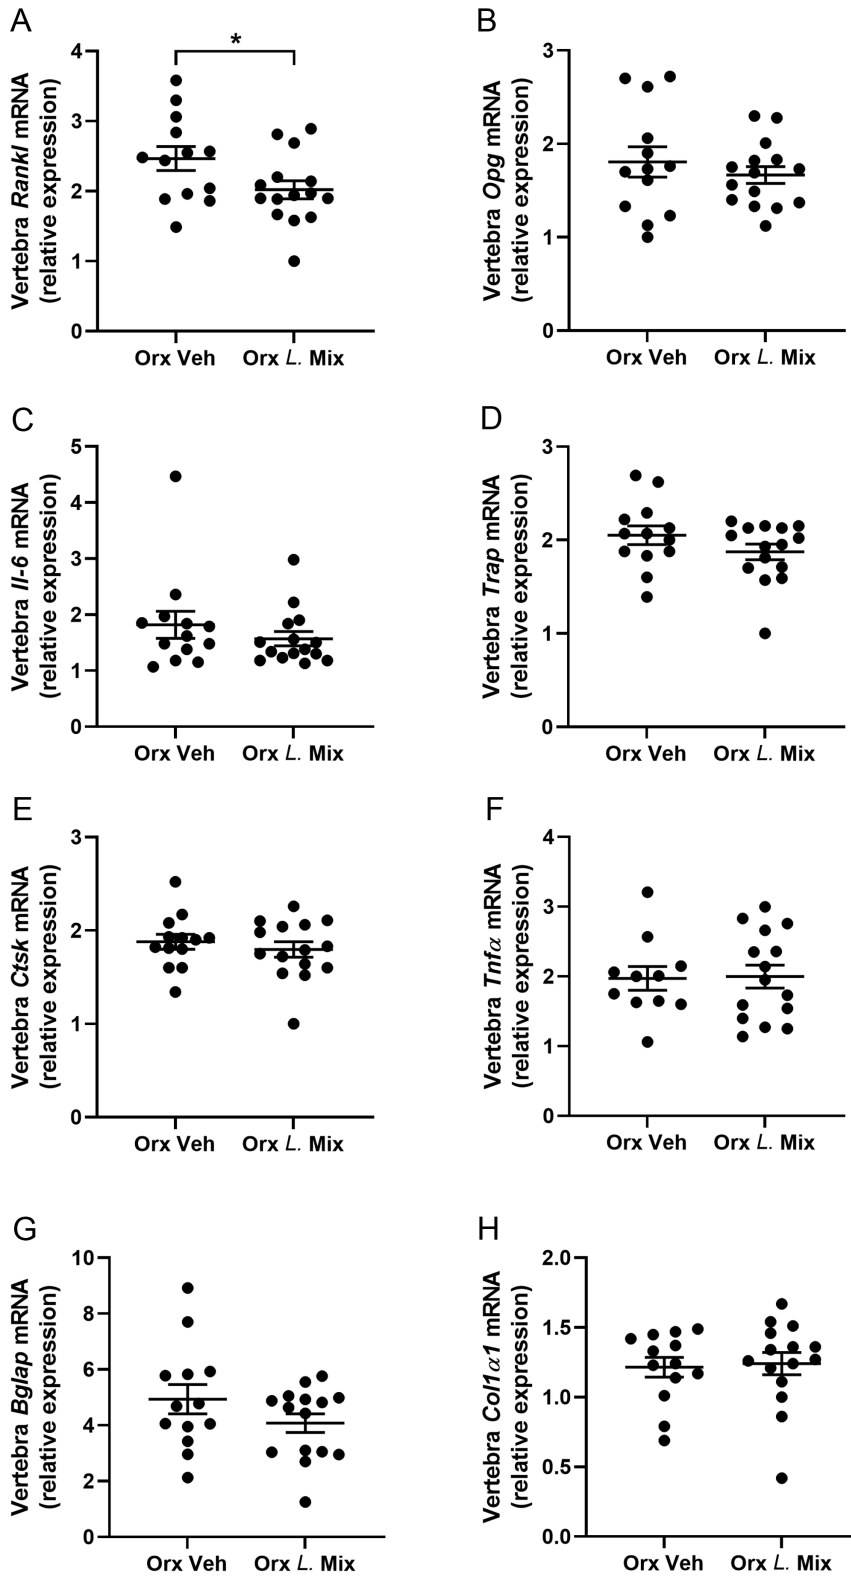 A
B
Vertebra Rankl mRNA
(relative expression)
4
3
2
1
0
*
Orx Veh
Orx L. Mix
Vertebra Opg mRNA
(relative expression)
3
2
1
0
Orx Veh
Orx L. Mix
C
D
Vertebra Il-6 mRNA
(relative expression)
5
4
3
2
1
0
Orx Veh
Orx L. Mix
Vertebra Trap mRNA
(relative expression)
3
2
1
0
Orx Veh
Orx L. Mix
E
F
Vertebra Ctsk mRNA
(relative expression)
3
2
1
0
Orx Veh
Orx L. Mix
Vertebra Tnfα mRNA
(relative expression)
4
3
2
1
0
Orx Veh
Orx L. Mix
G
H
Vertebra Bglap mRNA
(relative expression)
10
8
6
4
2
0
Orx Veh
Orx L. Mix
Vertebra Col1α1 mRNA
(relative expression)
2.0
1.5
1.0
0.5
0.0
Orx Veh
Orx L. Mix